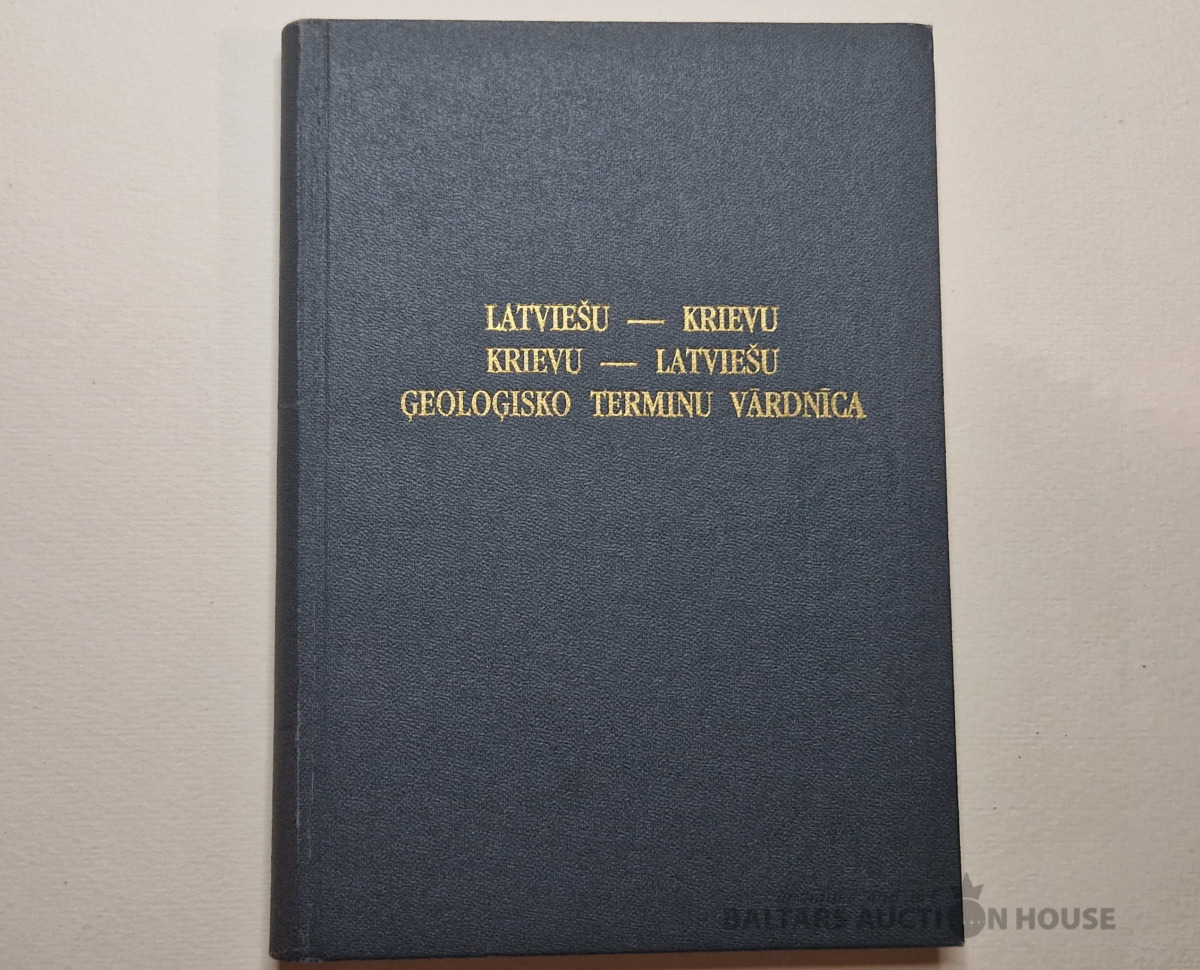 LATVIEŠU — KRIEVU
KRIEVU — LATVIEŠU
ĢEOLOĢISKO TERMINU VĀRDNĪCA
BALTARS AUCTION HOUSE